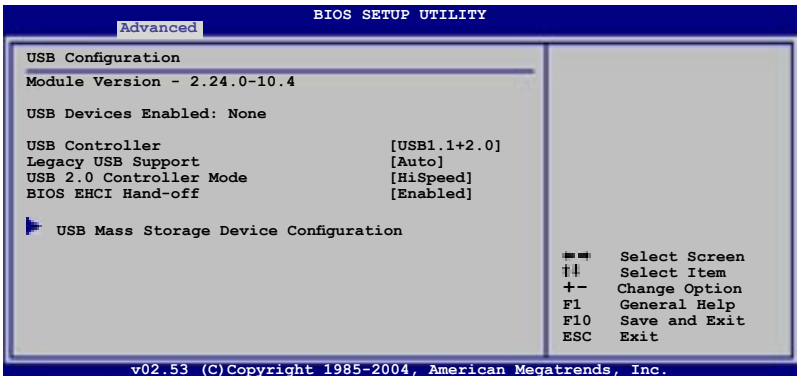 BIOS SETUP UTILITY
Advanced
USB Configuration
Module Version - 2.24.0-10.4
USB Devices Enabled: None
USB Controller [USB1.1+2.0]
Legacy USB Support [Auto]
USB 2.0 Controller Mode [HiSpeed]
BIOS EHCI Hand-off [Enabled]
USB Mass Storage Device Configuration
Select Screen
↑↓ Select Item
+- Change Option
F1 General Help
F10 Save and Exit
ESC Exit
v02.53 (C)Copyright 1985-2004, American Megatrends, Inc.